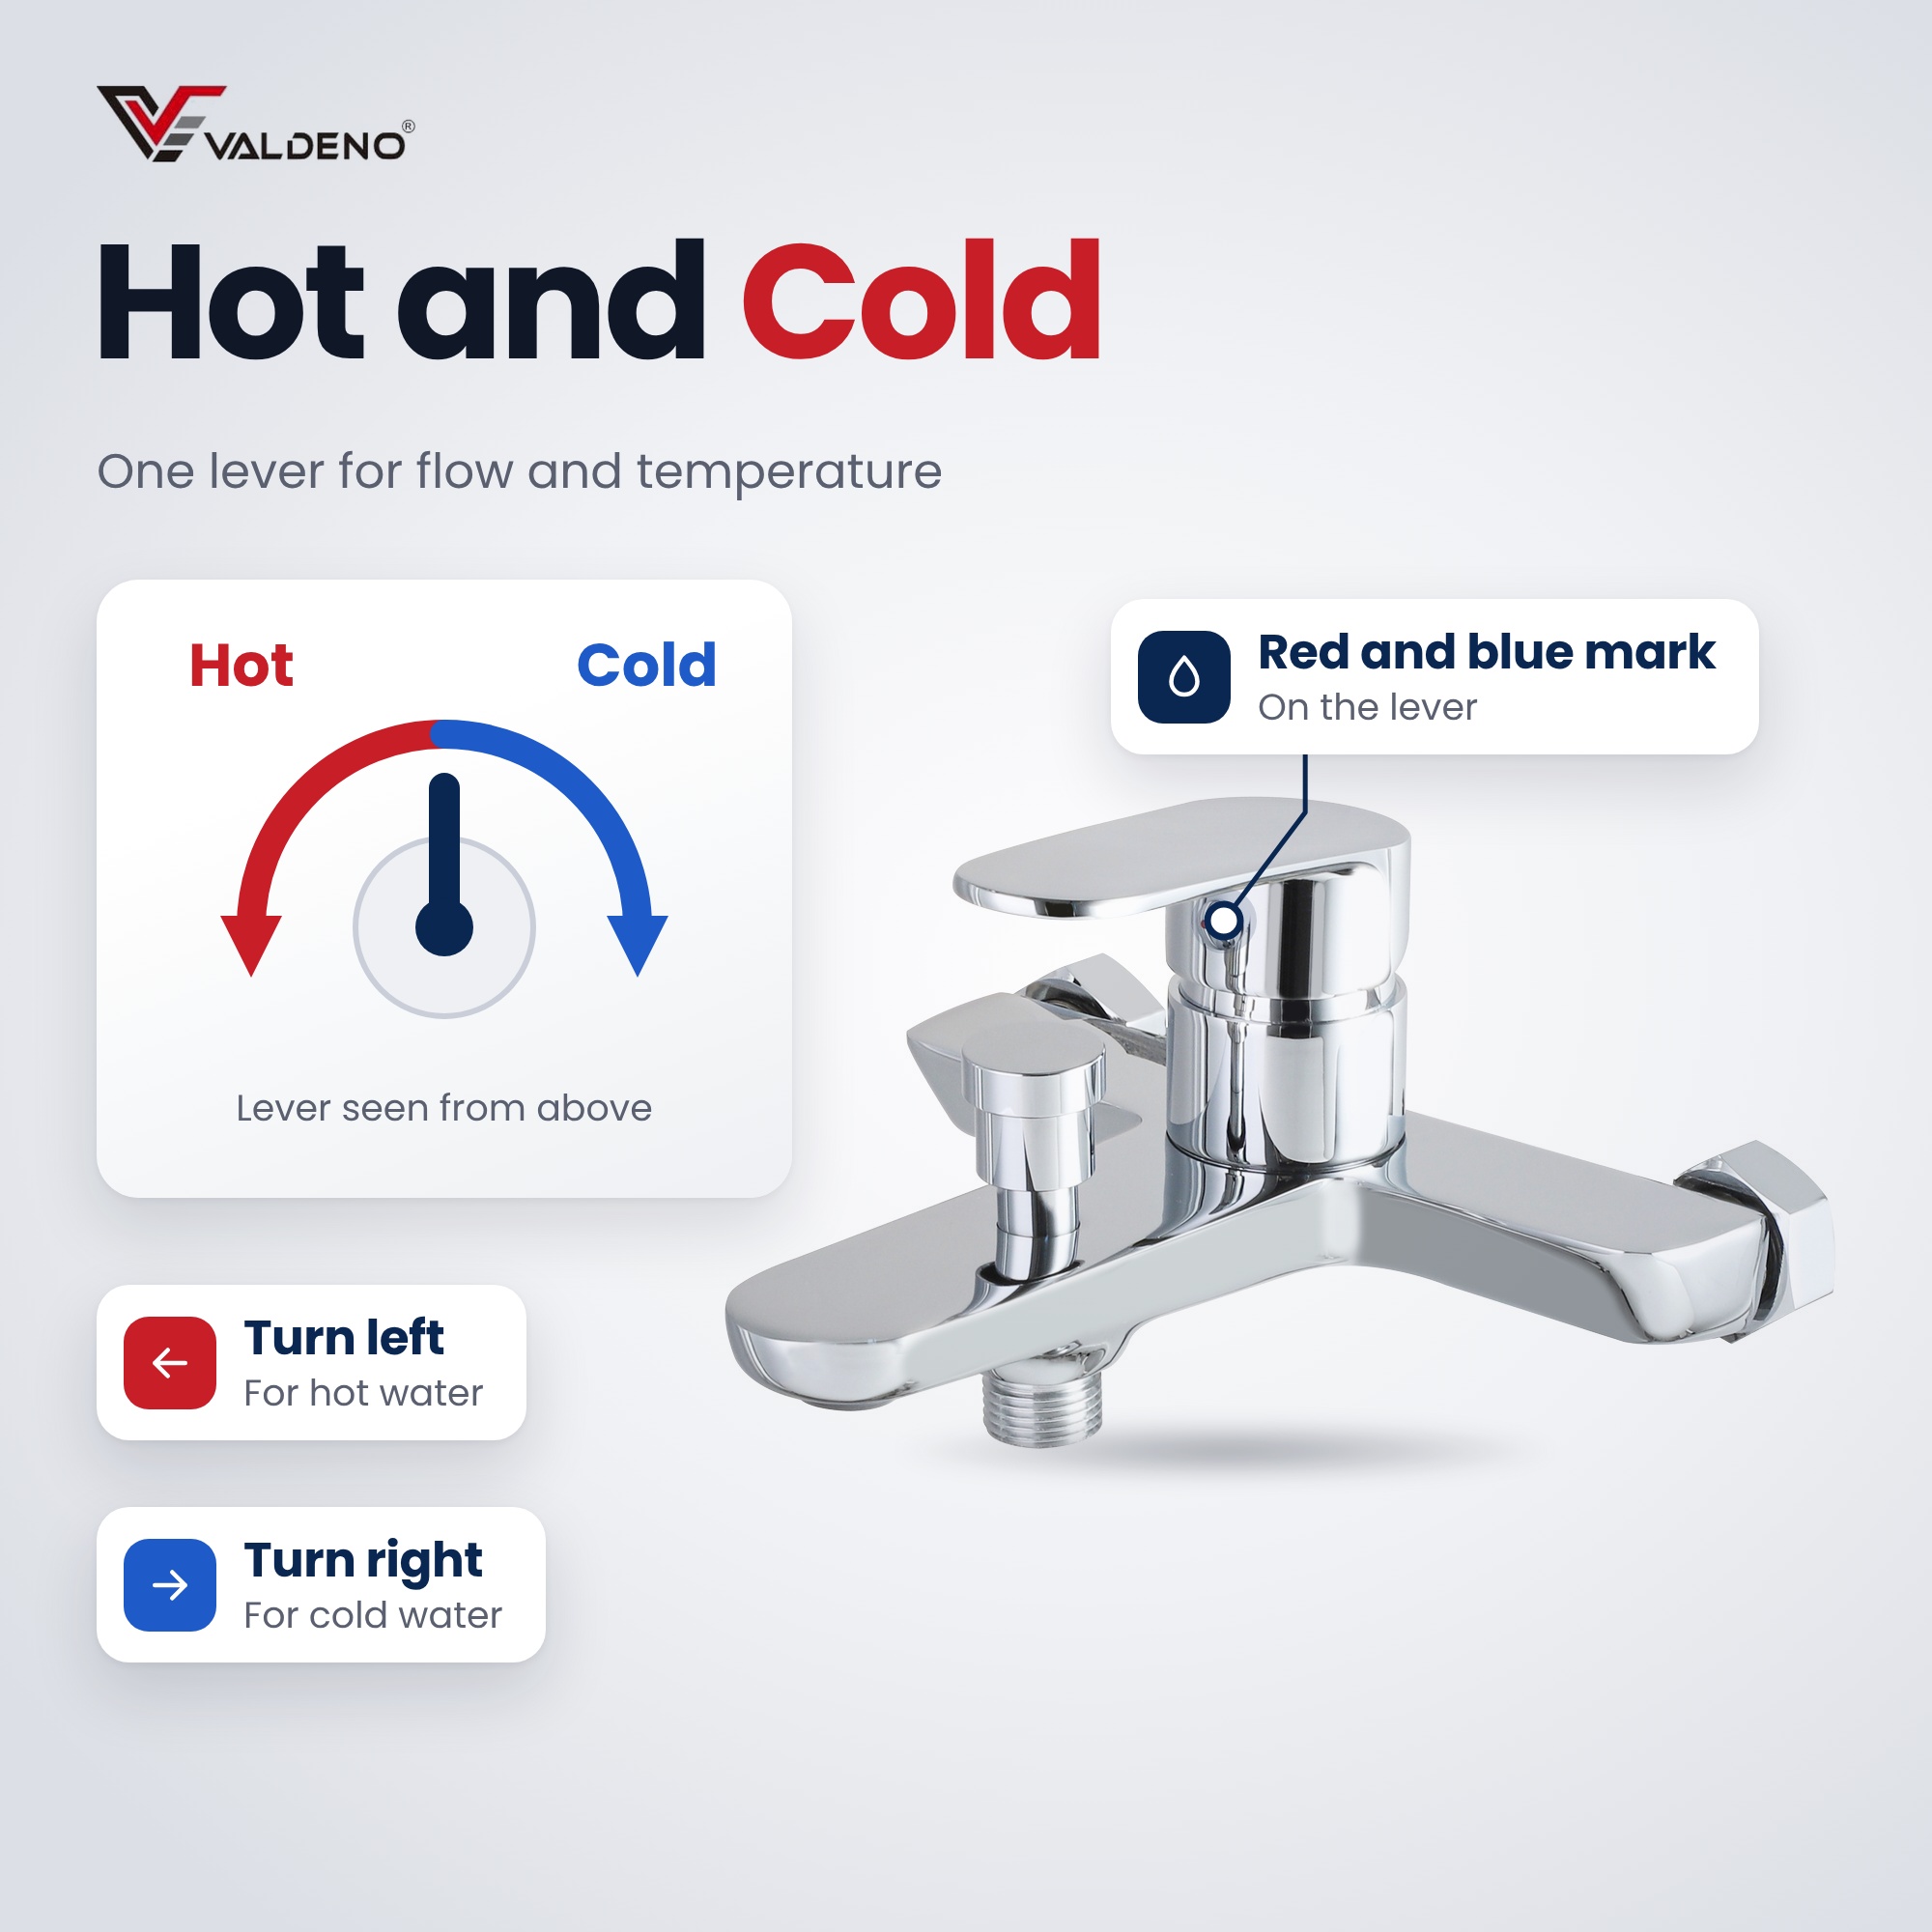 VALDENO®
Hot and Cold
One lever for flow and temperature
Hot
Cold
Lever seen from above
Red and blue mark
On the lever
Turn left
For hot water
Turn right
For cold water